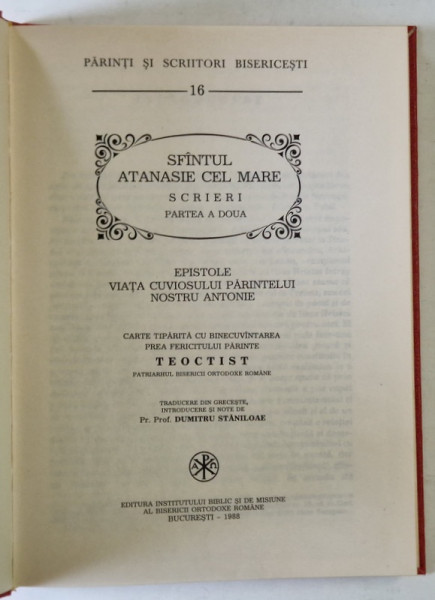 PĂRINȚI ȘI SCRIITORI BISERICEȘTI
16
SFÎNTUL
ATANASIE CEL MARE
SCRIERI
PARTEA A DOUA
EPISTOLE
VIAȚA CUVIOSULUI PĂRINTELUI
NOSTRU ANTONIE
CARTE TIPĂRITĂ CU BINECUVÎNTAREA
PREA FERICITULUI PĂRINTE
TEOCTIST
PATRIARHUL BISERICII ORTODOXE ROMÂNE
TRADUCERE DIN GRECEȘTE,
INTRODUCERE ȘI NOTE DE
Pr. Prof. DUMITRU STĂNILOAE
A P C
EDITURA INSTITUTULUI BIBLIC ȘI DE MISIUNE
AL BISERICII ORTODOXE ROMÂNE
BUCUREȘTI – 1988